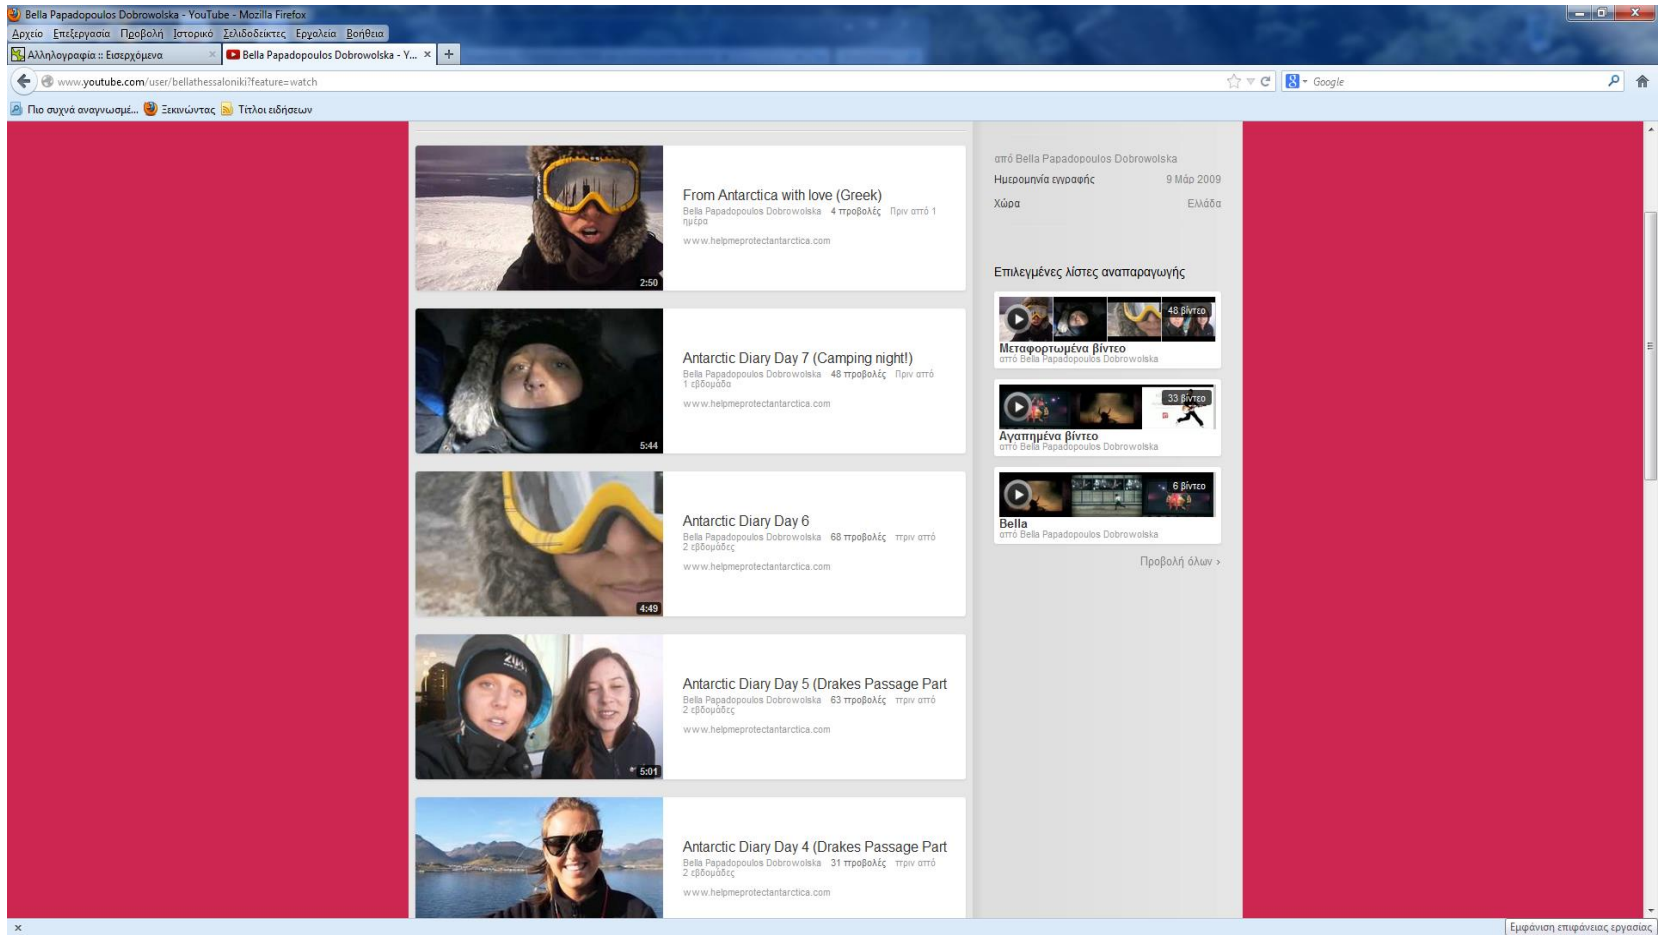 Bella Papadopoulos Dobrowolska - YouTube - Mozilla Firefox
Αρχείο Επεξεργασία Προβολή Ιστορικό Σελιδοδείκτες Εργαλεία Βοήθεια
Αλληλογραφία :: Εισερχόμενα
Bella Papadopoulos Dobrowolska - Y...
www.youtube.com/user/bellathessaloniki?feature=watch
Google
Πιο συχνά αναγνωσμέ... Ξεκινώντας Τίτλοι ειδήσεων
From Antarctica with love (Greek)
Bella Papadopoulos Dobrowolska 4 προβολές Πριν από 1
ημέρα
www.helpmeprotectantarctica.com
2:50
Antarctic Diary Day 7 (Camping night!)
Bella Papadopoulos Dobrowolska 48 προβολές Πριν από
1 εβδομάδα
www.helpmeprotectantarctica.com
5:44
Antarctic Diary Day 6
Bella Papadopoulos Dobrowolska 68 προβολές πριν από
2 εβδομάδες
www.helpmeprotectantarctica.com
4:49
Antarctic Diary Day 5 (Drakes Passage Part
Bella Papadopoulos Dobrowolska 63 προβολές πριν από
2 εβδομάδες
www.helpmeprotectantarctica.com
5:01
Antarctic Diary Day 4 (Drakes Passage Part
Bella Papadopoulos Dobrowolska 31 προβολές πριν από
2 εβδομάδες
www.helpmeprotectantarctica.com
από Bella Papadopoulos Dobrowolska
Ημερομηνία εγγραφής 9 Μάρ 2009
Χώρα Ελλάδα
Επιλεγμένες λίστες αναπαραγωγής
48 βίντεο
Μεταφορτωμένα βίντεο
από Bella Papadopoulos Dobrowolska
33 βίντεο
Αγαπημένα βίντεο
από Bella Papadopoulos Dobrowolska
6 βίντεο
Bella
από Bella Papadopoulos Dobrowolska
Προβολή όλων ›
Εμφάνιση επιφάνειας εργασίας